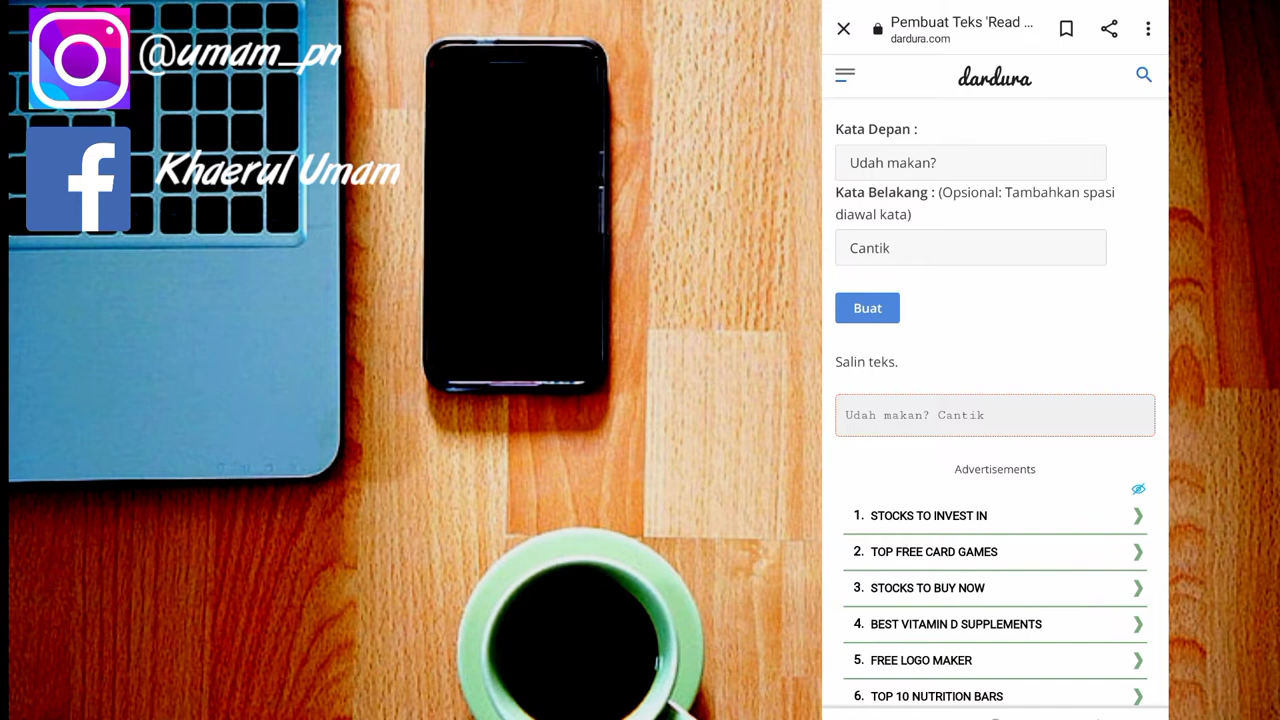 @umam_pn
Khaerul Umam
Pembuat Teks 'Read ...
dardura.com
dardura
Kata Depan :
Udah makan?
Kata Belakang : (Opsional: Tambahkan spasi
diawal kata)
Cantik
Buat
Salin teks.
Udah makan? Cantik
Advertisements
1. STOCKS TO INVEST IN
2. TOP FREE CARD GAMES
3. STOCKS TO BUY NOW
4. BEST VITAMIN D SUPPLEMENTS
5. FREE LOGO MAKER
6. TOP 10 NUTRITION BARS